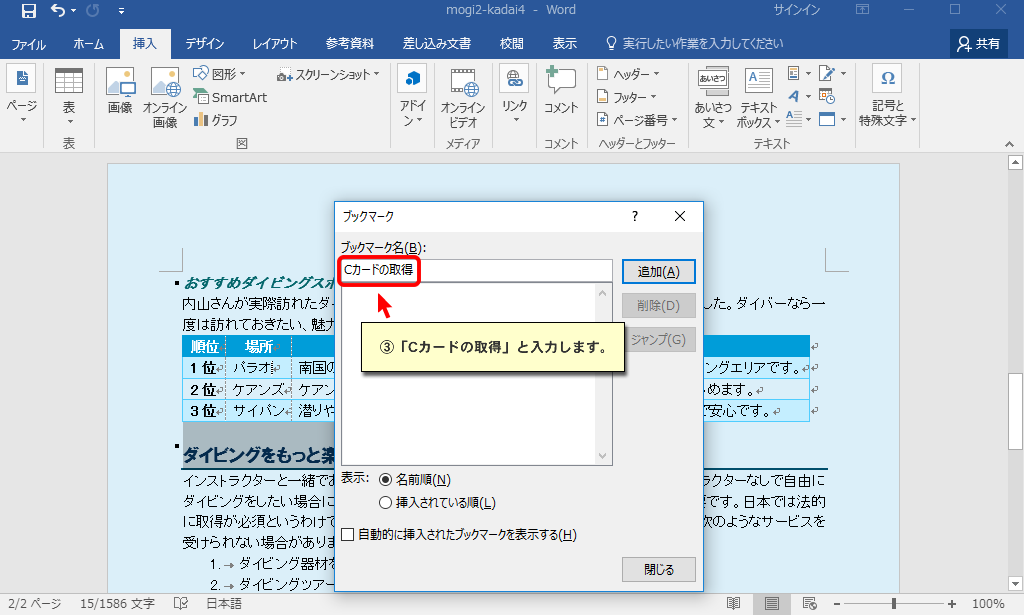 mogi2-kadai4 - Word
サインイン
ファイル ホーム 挿入 デザイン レイアウト 参考資料 差し込み文書 校閲 表示 実行したい作業を入力してください 共有
ページ
表
画像
オンライン画像
図形
SmartArt
グラフ
スクリーンショット
アドイン
オンラインビデオ
リンク
コメント
ヘッダー
フッター
ページ番号
あいさつ
あいさつ文
テキストボックス
記号と特殊文字
表 図 メディア コメント ヘッダーとフッター テキスト
おすすめダイビングスポ
内山さんが実際訪れたダ
した。ダイバーなら一
度は訪れておきたい、魅力
順位 場所
1位 パラオ 南国の
ングエリアです。
2位 ケアンズ ケアン
しめます。
3位 サイパン 潜りや
で安心です。
ダイビングをもっと楽
インストラクターと一緒で
ラクターなしで自由に
ダイビングをしたい場合に
要です。日本では法的
に取得が必須というわけで
次のようなサービスを
受けられない場合がありま
1. → ダイビング器材を
2. → ダイビングツアー
ブックマーク ?
ブックマーク名(B):
Cカードの取得
追加(A)
削除(D)
ジャンプ(G)
③「Cカードの取得」と入力します。
表示: 名前順(N)
挿入されている順(L)
自動的に挿入されたブックマークを表示する(H)
閉じる
2/2 ページ 15/1586 文字 日本語 100%